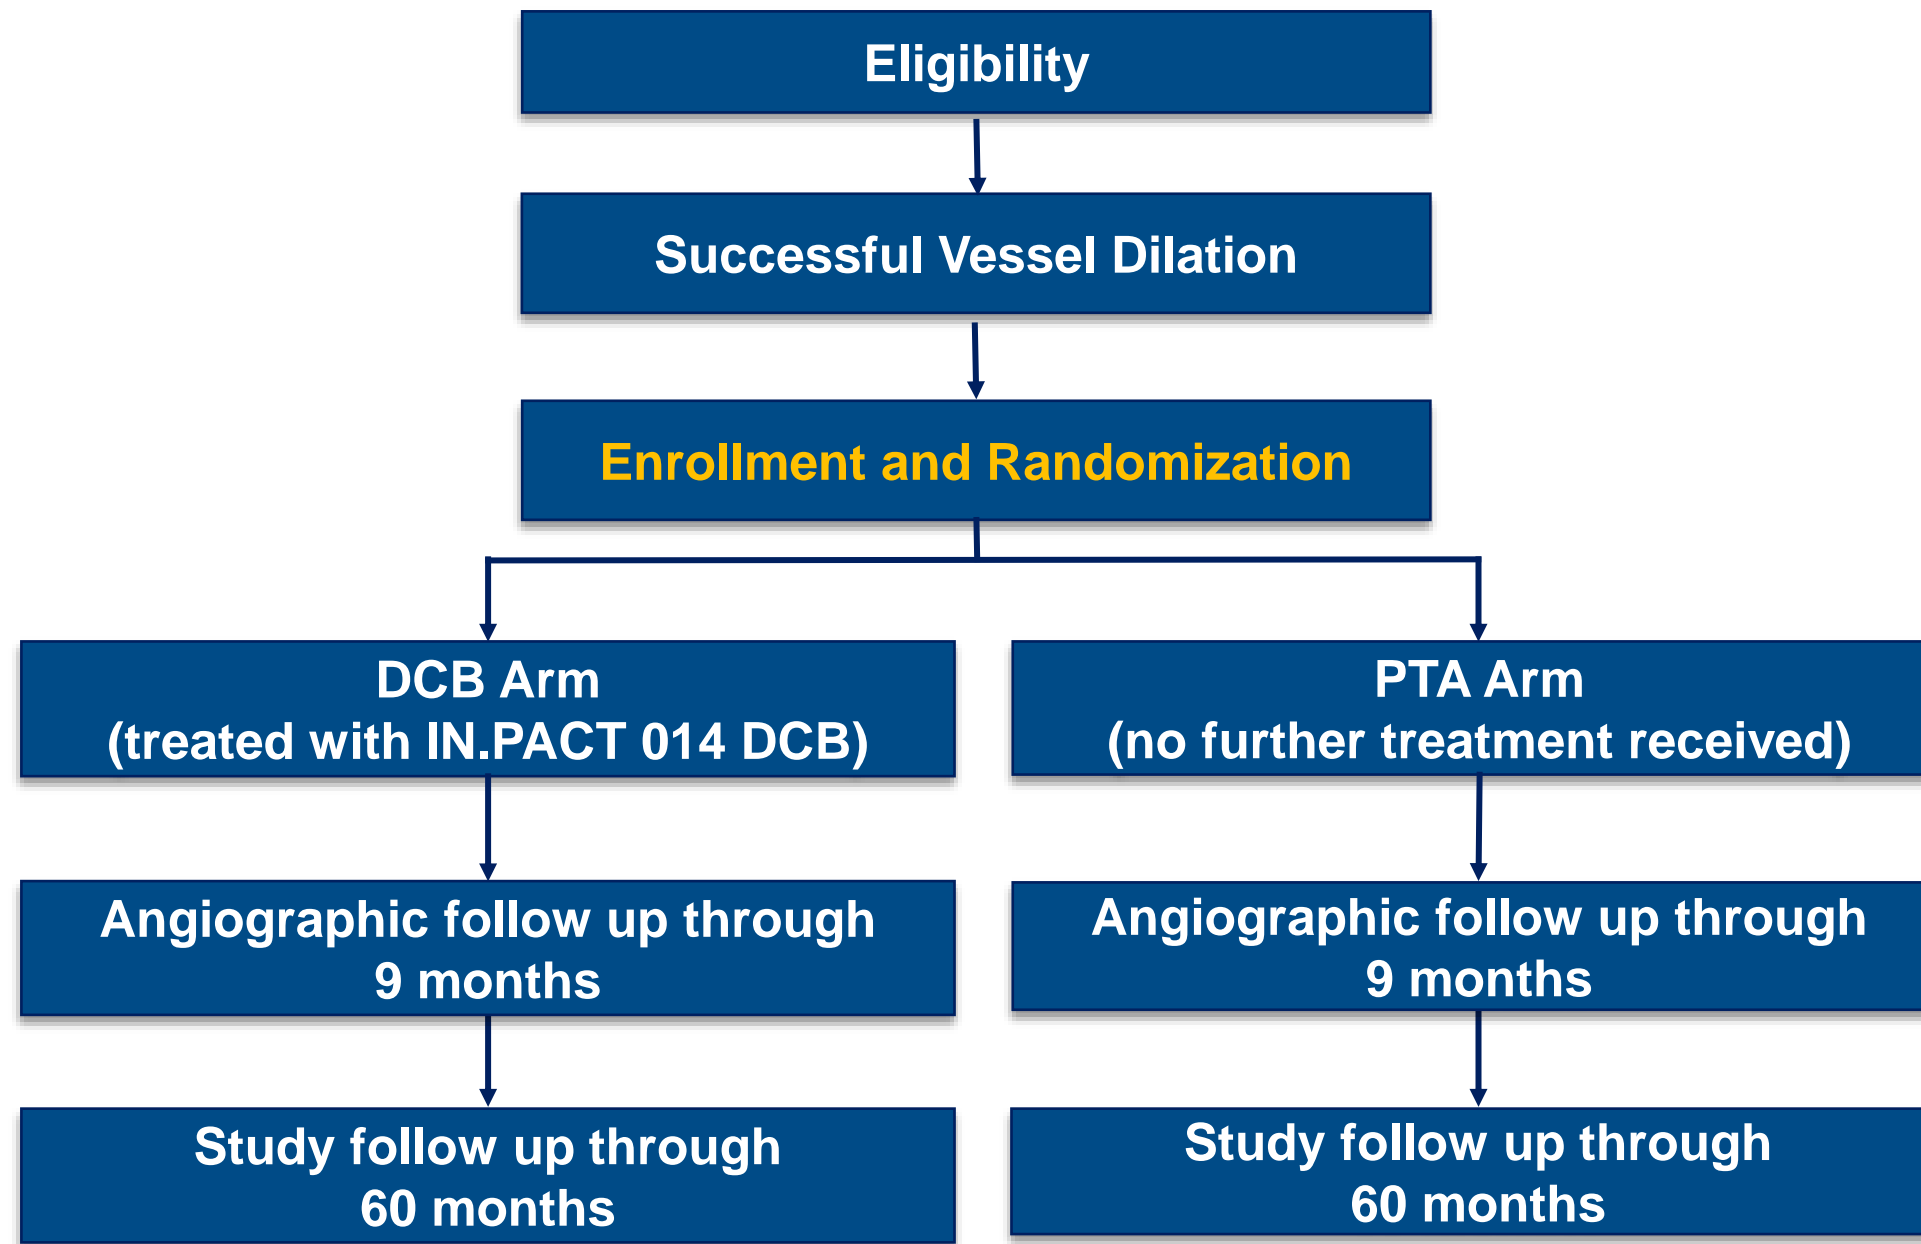 Eligibility
Successful Vessel Dilation
Enrollment and Randomization
DCB Arm
(treated with IN.PACT 014 DCB)
PTA Arm
(no further treatment received)
Angiographic follow up through
9 months
Angiographic follow up through
9 months
Study follow up through
60 months
Study follow up through
60 months